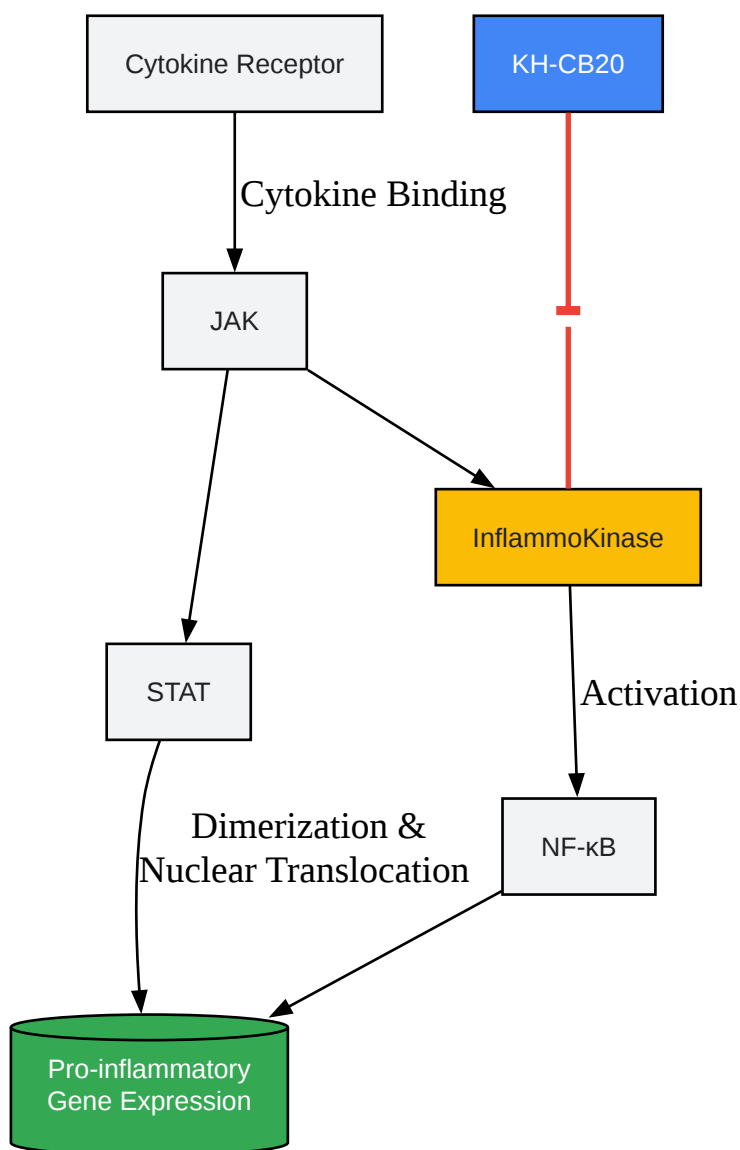 Cytokine Receptor
KH-CB20
Cytokine Binding
JAK
InflammoKinase
STAT
Activation
Dimerization &
Nuclear Translocation
NF-κB
Pro-inflammatory
Gene Expression